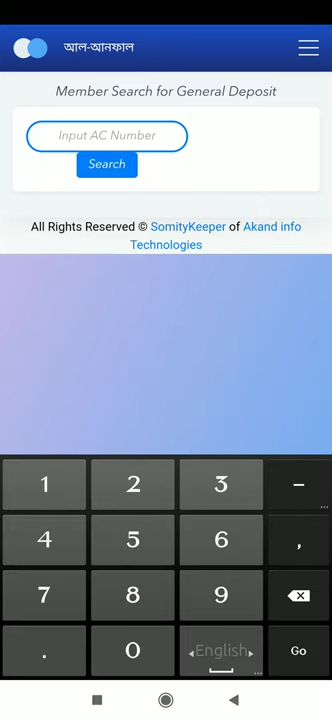 আল-আনফাল
Member Search for General Deposit
Input AC Number
Search
All Rights Reserved © SomityKeeper of Akand info
Technologies
1 2 3 –
4 5 6 ,
7 8 9
. 0 English Go